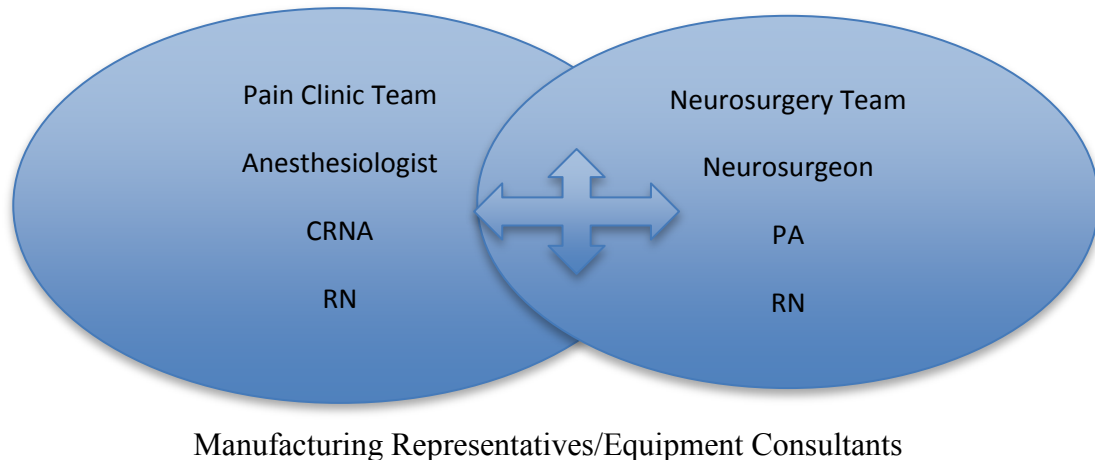 Pain Clinic Team
Anesthesiologist
CRNA
RN
Neurosurgery Team
Neurosurgeon
PA
RN
Manufacturing Representatives/Equipment Consultants